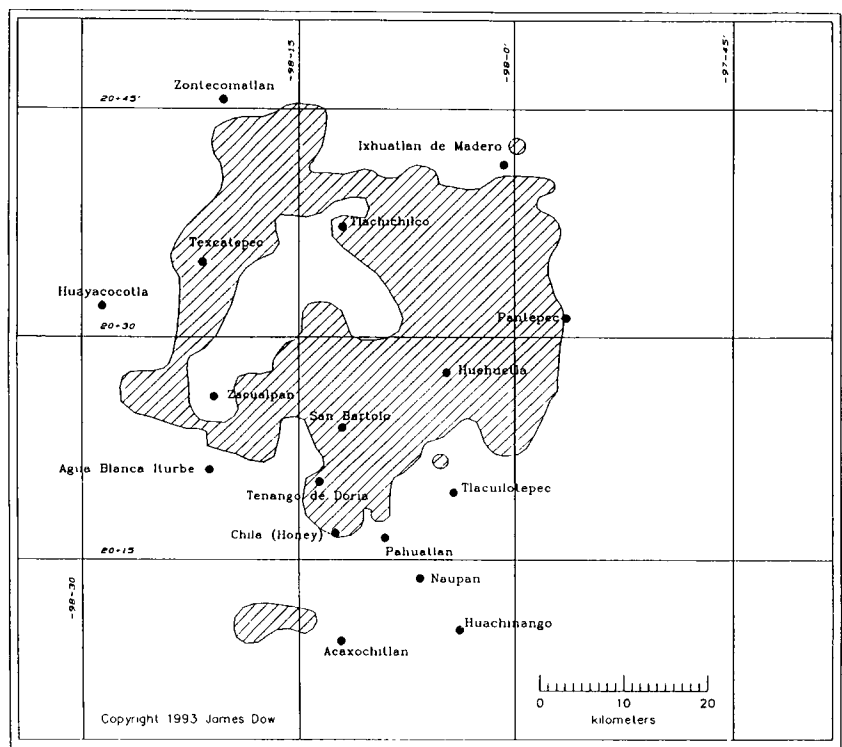 -98-15
-98-0'
-97-45'
Zontecomatlan
20+45'
Ixhuatlan de Madero
Tlachichilco
Texcatepec
Huayacocotla
Pantepec
20+30
Huehuetla
Zacualpan
San Bartolo
Agua Blanca Iturbe
Tenango de Doria
Tlacuilotepec
Chila (Honey)
Pahuatlan
20+15
-98-30
Naupan
Huachinango
Acaxochitlan
0 10 20
kilometers
Copyright 1993 James Dow